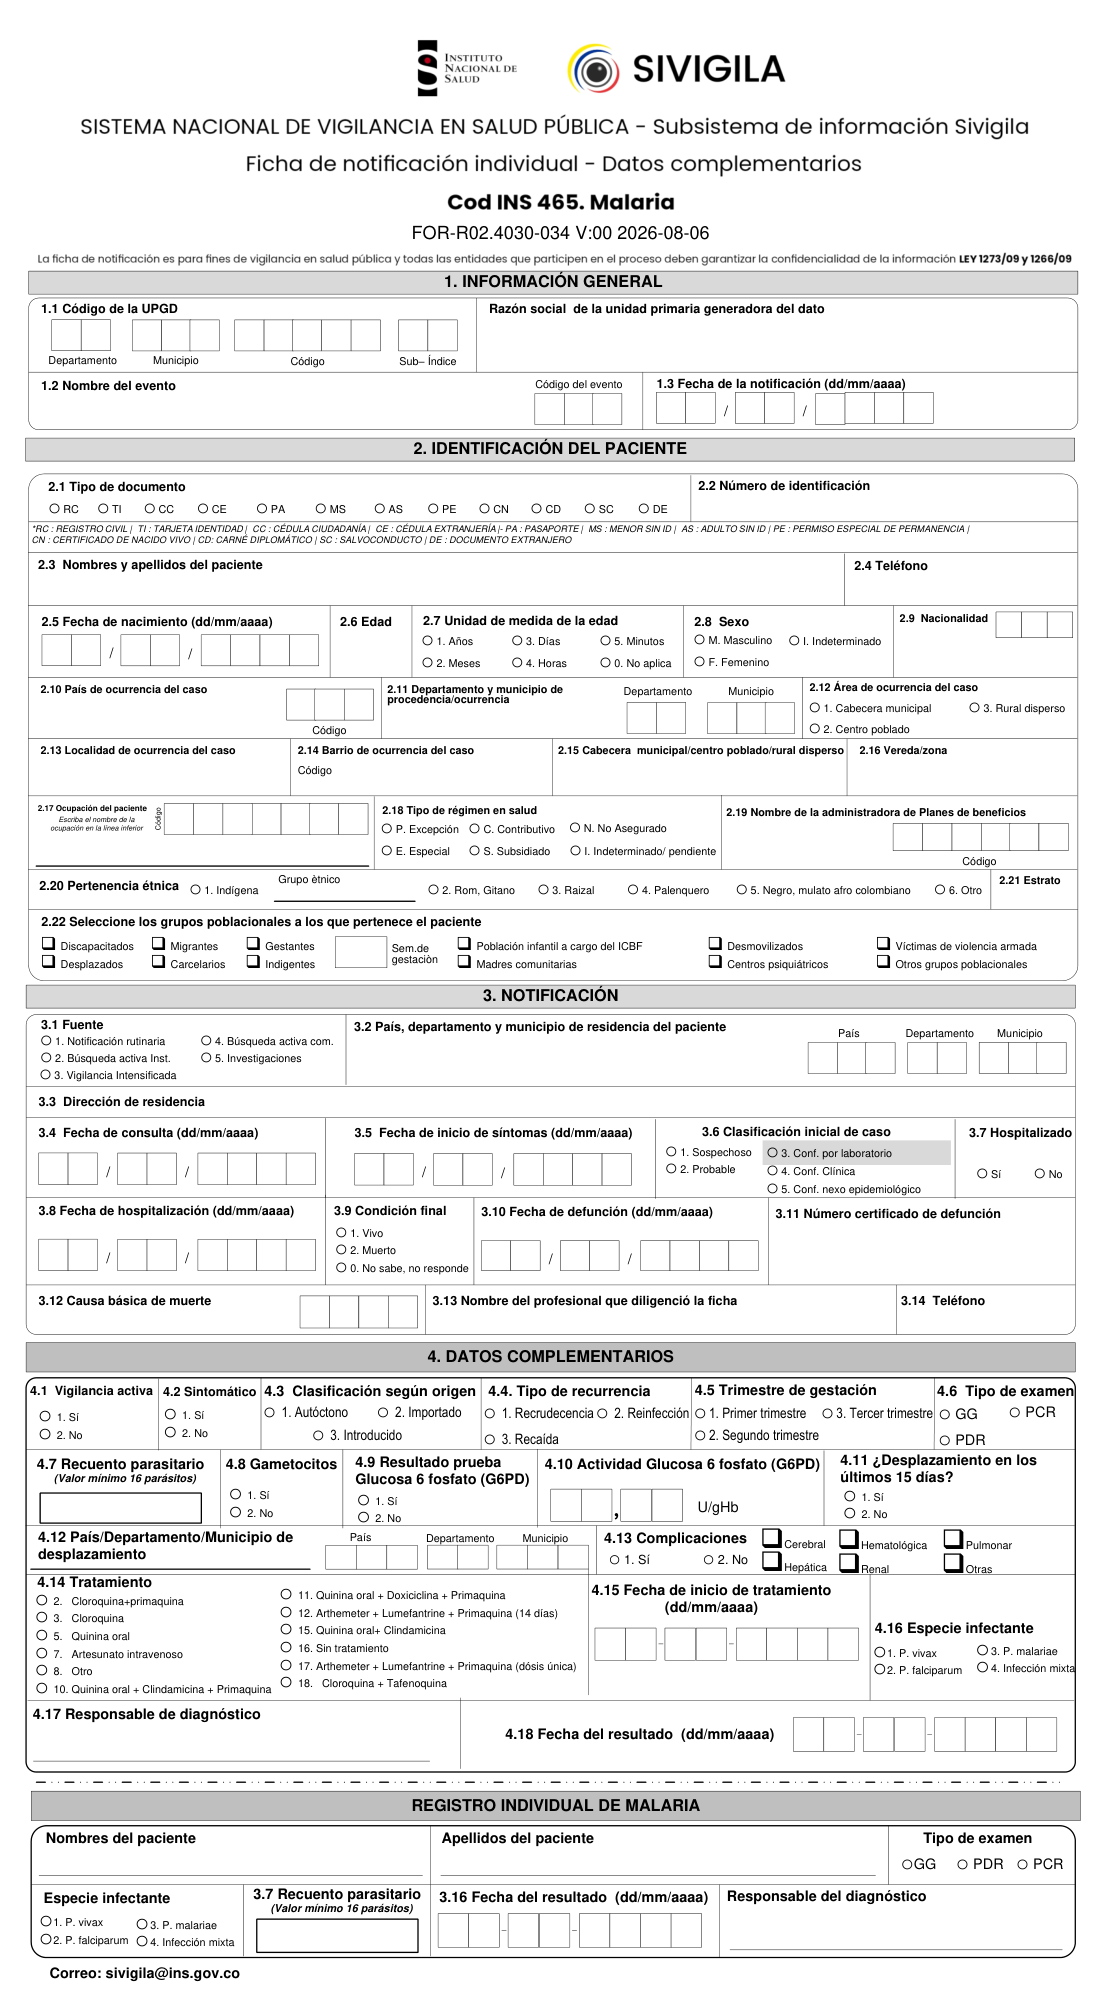 INSTITUTO
NACIONAL DE
SALUD
SIVIGILA
SISTEMA NACIONAL DE VIGILANCIA EN SALUD PÚBLICA - Subsistema de información Sivigila
Ficha de notificación individual - Datos complementarios
Cod INS 465. Malaria
FOR-R02.4030-034 V:00 2026-08-06
La ficha de notificación es para fines de vigilancia en salud pública y todas las entidades que participen en el proceso deben garantizar la confidencialidad de la información LEY 1273/09 y 1266/09
1. INFORMACIÓN GENERAL
1.1 Código de la UPGD
Razón social de la unidad primaria generadora del dato
Departamento Municipio Código Sub– Índice
1.2 Nombre del evento
Código del evento
1.3 Fecha de la notificación (dd/mm/aaaa)
/ /
2. IDENTIFICACIÓN DEL PACIENTE
2.1 Tipo de documento
2.2 Número de identificación
RC TI CC CE PA MS AS PE CN CD SC DE
*RC : REGISTRO CIVIL | TI : TARJETA IDENTIDAD | CC : CÉDULA CIUDADANÍA | CE : CÉDULA EXTRANJERÍA |- PA : PASAPORTE | MS : MENOR SIN ID | AS : ADULTO SIN ID | PE : PERMISO ESPECIAL DE PERMANENCIA |
CN : CERTIFICADO DE NACIDO VIVO | CD: CARNÉ DIPLOMÁTICO | SC : SALVOCONDUCTO | DE : DOCUMENTO EXTRANJERO
2.3 Nombres y apellidos del paciente
2.4 Teléfono
2.5 Fecha de nacimiento (dd/mm/aaaa)
/ /
2.6 Edad
2.7 Unidad de medida de la edad
1. Años 3. Días 5. Minutos
2. Meses 4. Horas 0. No aplica
2.8 Sexo
M. Masculino I. Indeterminado
F. Femenino
2.9 Nacionalidad
2.10 País de ocurrencia del caso
Código
2.11 Departamento y municipio de
procedencia/ocurrencia
Departamento Municipio
2.12 Área de ocurrencia del caso
1. Cabecera municipal 3. Rural disperso
2. Centro poblado
2.13 Localidad de ocurrencia del caso
2.14 Barrio de ocurrencia del caso
Código
2.15 Cabecera municipal/centro poblado/rural disperso
2.16 Vereda/zona
2.17 Ocupación del paciente
Escriba el nombre de la
ocupación en la línea inferior
Código
2.18 Tipo de régimen en salud
P. Excepción C. Contributivo N. No Asegurado
E. Especial S. Subsidiado I. Indeterminado/ pendiente
2.19 Nombre de la administradora de Planes de beneficios
Código
2.20 Pertenencia étnica 1. Indígena Grupo ètnico 2. Rom, Gitano 3. Raizal 4. Palenquero 5. Negro, mulato afro colombiano 6. Otro
2.21 Estrato
2.22 Seleccione los grupos poblacionales a los que pertenece el paciente
Discapacitados Migrantes Gestantes Sem.de Población infantil a cargo del ICBF Desmovilizados Víctimas de violencia armada
Desplazados Carcelarios Indigentes gestaciòn Madres comunitarias Centros psiquiátricos Otros grupos poblacionales
3. NOTIFICACIÓN
3.1 Fuente
1. Notificación rutinaria 4. Búsqueda activa com.
2. Búsqueda activa Inst. 5. Investigaciones
3. Vigilancia Intensificada
3.2 País, departamento y municipio de residencia del paciente
País Departamento Municipio
3.3 Dirección de residencia
3.4 Fecha de consulta (dd/mm/aaaa)
/ /
3.5 Fecha de inicio de síntomas (dd/mm/aaaa)
/ /
3.6 Clasificación inicial de caso
1. Sospechoso 3. Conf. por laboratorio
2. Probable 4. Conf. Clínica
5. Conf. nexo epidemiológico
3.7 Hospitalizado
Sí No
3.8 Fecha de hospitalización (dd/mm/aaaa)
/ /
3.9 Condición final
1. Vivo
2. Muerto
0. No sabe, no responde
3.10 Fecha de defunción (dd/mm/aaaa)
/ /
3.11 Número certificado de defunción
3.12 Causa básica de muerte
3.13 Nombre del profesional que diligenció la ficha
3.14 Teléfono
4. DATOS COMPLEMENTARIOS
4.1 Vigilancia activa
1. Sí
2. No
4.2 Sintomático
1. Sí
2. No
4.3 Clasificación según origen
1. Autóctono 2. Importado
3. Introducido
4.4. Tipo de recurrencia
1. Recrudecencia 2. Reinfección
3. Recaída
4.5 Trimestre de gestación
1. Primer trimestre 3. Tercer trimestre
2. Segundo trimestre
4.6 Tipo de examen
GG PCR
PDR
4.7 Recuento parasitario
(Valor mínimo 16 parásitos)
4.8 Gametocitos
1. Sí
2. No
4.9 Resultado prueba
Glucosa 6 fosfato (G6PD)
1. Sí
2. No
4.10 Actividad Glucosa 6 fosfato (G6PD)
, U/gHb
4.11 ¿Desplazamiento en los
últimos 15 días?
1. Sí
2. No
4.12 País/Departamento/Municipio de
desplazamiento
País Departamento Municipio
4.13 Complicaciones
1. Sí 2. No
Cerebral Hematológica Pulmonar
Hepática Renal Otras
4.14 Tratamiento
2. Cloroquina+primaquina
3. Cloroquina
5. Quinina oral
7. Artesunato intravenoso
8. Otro
10. Quinina oral + Clindamicina + Primaquina
11. Quinina oral + Doxiciclina + Primaquina
12. Arthemeter + Lumefantrine + Primaquina (14 días)
15. Quinina oral+ Clindamicina
16. Sin tratamiento
17. Arthemeter + Lumefantrine + Primaquina (dósis única)
18. Cloroquina + Tafenoquina
4.15 Fecha de inicio de tratamiento
(dd/mm/aaaa)
- -
4.16 Especie infectante
1. P. vivax 3. P. malariae
2. P. falciparum 4. Infección mixta
4.17 Responsable de diagnóstico
4.18 Fecha del resultado (dd/mm/aaaa)
- -
REGISTRO INDIVIDUAL DE MALARIA
Nombres del paciente
Apellidos del paciente
Tipo de examen
GG PDR PCR
Especie infectante
1. P. vivax 3. P. malariae
2. P. falciparum 4. Infección mixta
3.7 Recuento parasitario
(Valor mínimo 16 parásitos)
3.16 Fecha del resultado (dd/mm/aaaa)
- -
Responsable del diagnóstico
Correo: sivigila@ins.gov.co